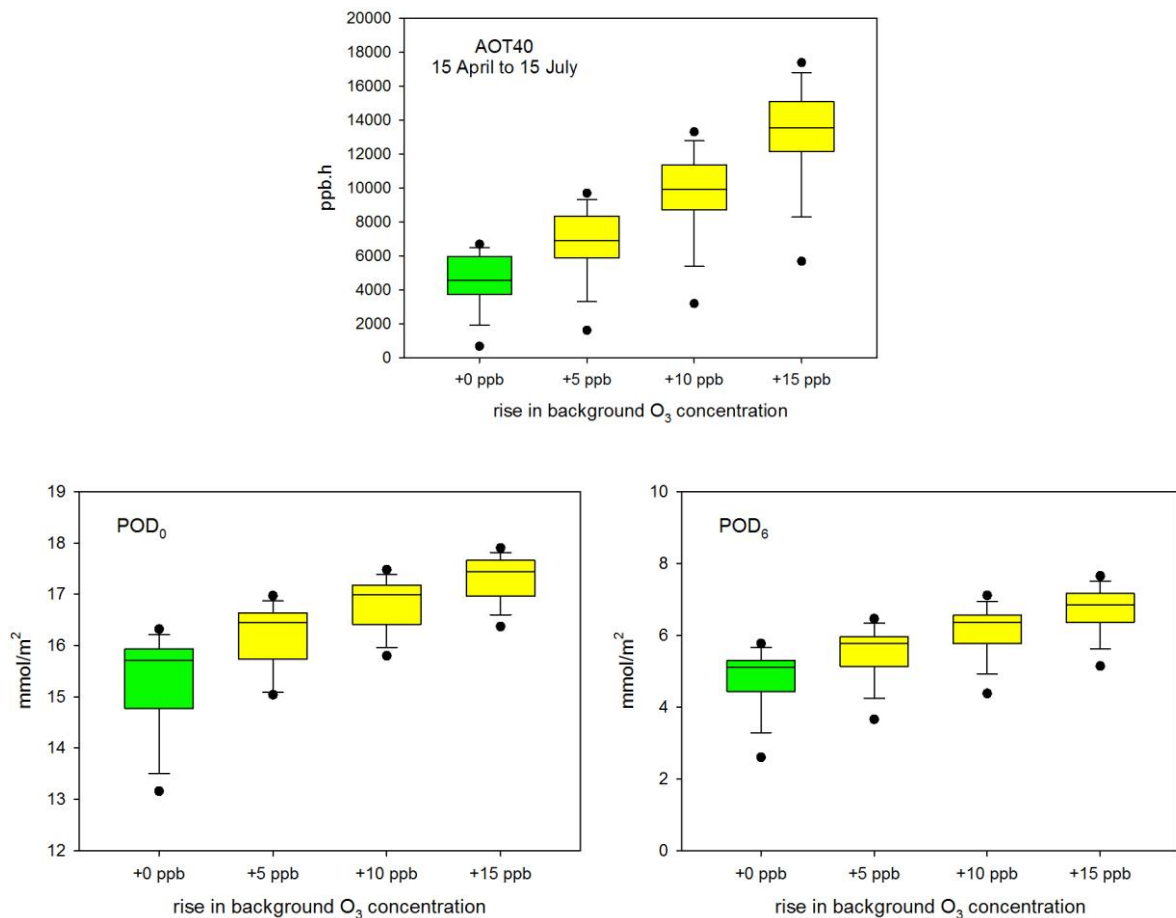 AOT40
15 April to 15 July
ppb.h
20000
18000
16000
14000
12000
10000
8000
6000
4000
2000
0
+0 ppb +5 ppb +10 ppb +15 ppb
rise in background O₃ concentration
POD₀
mmol/m²
19
18
17
16
15
14
13
12
+0 ppb +5 ppb +10 ppb +15 ppb
rise in background O₃ concentration
POD₆
mmol/m²
10
8
6
4
2
0
+0 ppb +5 ppb +10 ppb +15 ppb
rise in background O₃ concentration